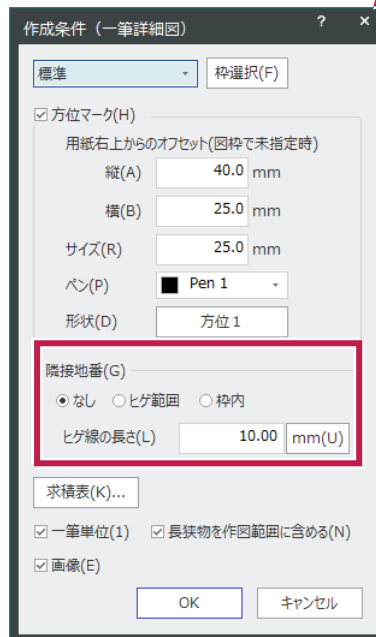 作成条件（一筆詳細図） ? ×
標準 枠選択(F)
方位マーク(H)
用紙右上からのオフセット(図枠で未指定時)
縦(A) 40.0 mm
横(B) 25.0 mm
サイズ(R) 25.0 mm
ペン(P) Pen 1
形状(D) 方位１
隣接地番(G)
なし ヒゲ範囲 枠内
ヒゲ線の長さ(L) 10.00 mm(U)
求積表(K)...
一筆単位(1) 長狭物を作図範囲に含める(N)
画像(E)
OK キャンセル